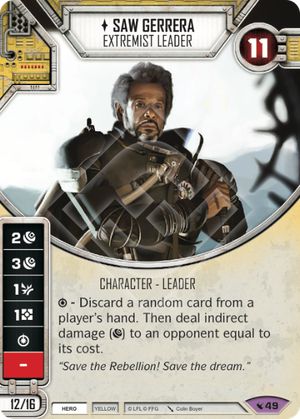 SAW GERRERA
EXTREMIST LEADER
11
2
3
1
1
-
12/16
CHARACTER - LEADER
- Discard a random card from a
player's hand. Then deal indirect
damage ( ) to an opponent equal to
its cost.
“Save the Rebellion! Save the dream.”
HERO
YELLOW
© LFL © FFG
Colin Boyer
49